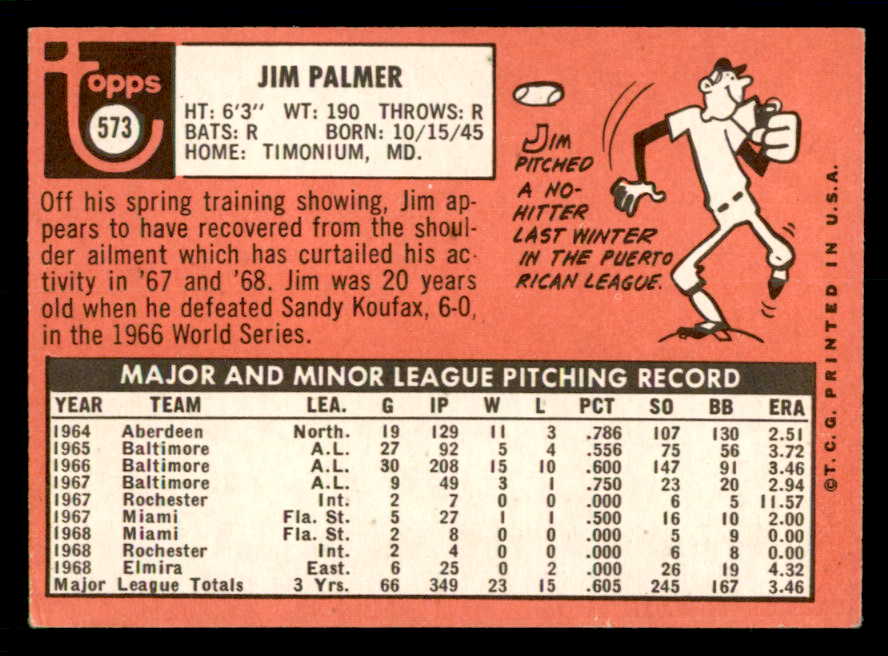 topps
573
JIM PALMER
HT: 6'3" WT: 190 THROWS: R
BATS: R BORN: 10/15/45
HOME: TIMONIUM, MD.
Off his spring training showing, Jim ap-
pears to have recovered from the shoul-
der ailment which has curtailed his ac-
tivity in '67 and '68. Jim was 20 years
old when he defeated Sandy Koufax, 6-0,
in the 1966 World Series.
JIM
PITCHED
A NO-
HITTER
LAST WINTER
IN THE PUERTO
RICAN LEAGUE.
MAJOR AND MINOR LEAGUE PITCHING RECORD
YEAR TEAM LEA. G IP W L PCT SO BB ERA
1964 Aberdeen North. 19 129 11 3 .786 107 130 2.51
1965 Baltimore A.L. 27 92 5 4 .556 75 56 3.72
1966 Baltimore A.L. 30 208 15 10 .600 147 91 3.46
1967 Baltimore A.L. 9 49 3 1 .750 23 20 2.94
1967 Rochester Int. 2 7 0 0 .000 6 5 11.57
1967 Miami Fla. St. 5 27 1 1 .500 16 10 2.00
1968 Miami Fla. St. 2 8 0 0 .000 5 9 0.00
1968 Rochester Int. 2 4 0 0 .000 6 8 0.00
1968 Elmira East. 6 25 0 2 .000 26 19 4.32
Major League Totals 3 Yrs. 66 349 23 15 .605 245 167 3.46
©T.C.G. PRINTED IN U.S.A.